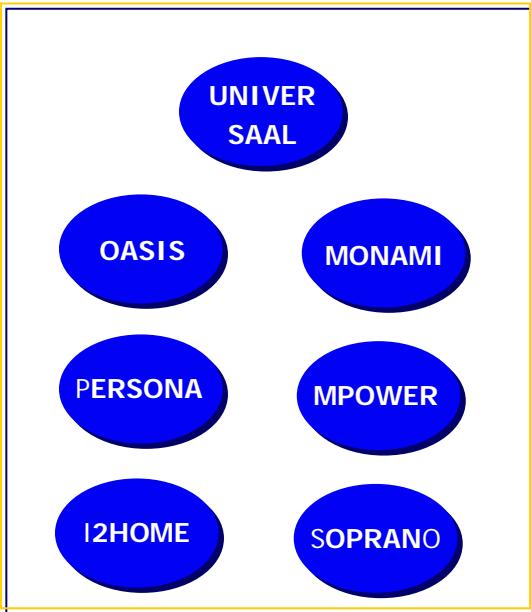 UNIVER
SAAL
OASIS
MONAMI
PERSONA
MPOWER
I2HOME
SOPRANO